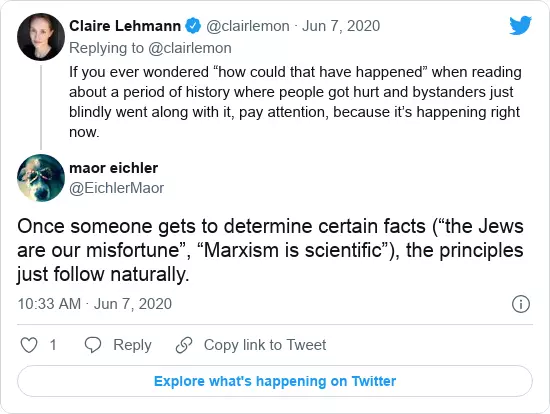 Claire Lehmann @clairlemon · Jun 7, 2020
Replying to @clairlemon
If you ever wondered “how could that have happened” when reading
about a period of history where people got hurt and bystanders just
blindly went along with it, pay attention, because it’s happening right
now.
maor eichler
@EichlerMaor
Once someone gets to determine certain facts (“the Jews
are our misfortune”, “Marxism is scientific”), the principles
just follow naturally.
10:33 AM · Jun 7, 2020
1 Reply Copy link to Tweet
Explore what's happening on Twitter